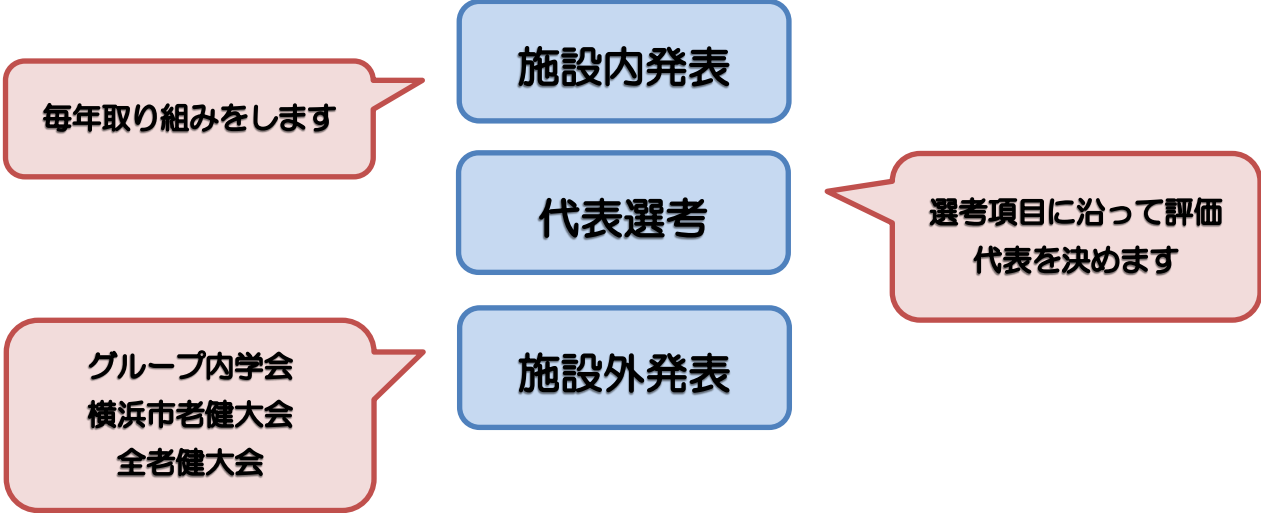 施設内発表
毎年取り組みをします
代表選考
選考項目に沿って評価
代表を決めます
施設外発表
グループ内学会
横浜市老健大会
全老健大会